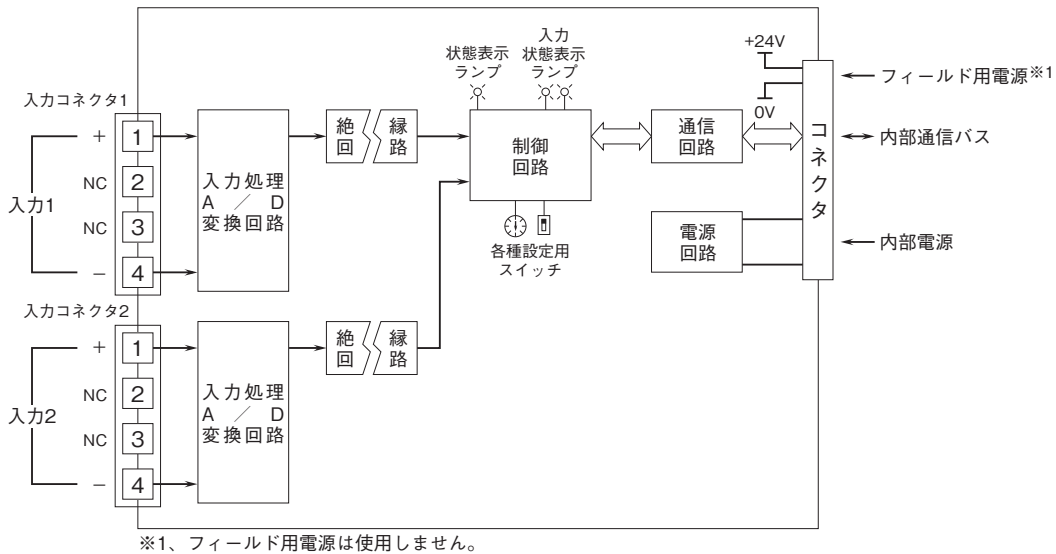 +24V
状態表示
ランプ
入力
状態表示
ランプ
0V
コネクタ
フィールド用電源※1
内部通信バス
内部電源
入力コネクタ1
+
1
NC
2
入力1
NC
3
−
4
入力処理
A ／ D
変換回路
絶 縁
回 路
制御
回路
通信
回路
各種設定用
スイッチ
電源
回路
入力コネクタ2
+
1
NC
2
入力2
NC
3
−
4
入力処理
A ／ D
変換回路
絶 縁
回 路
※1、フィールド用電源は使用しません。